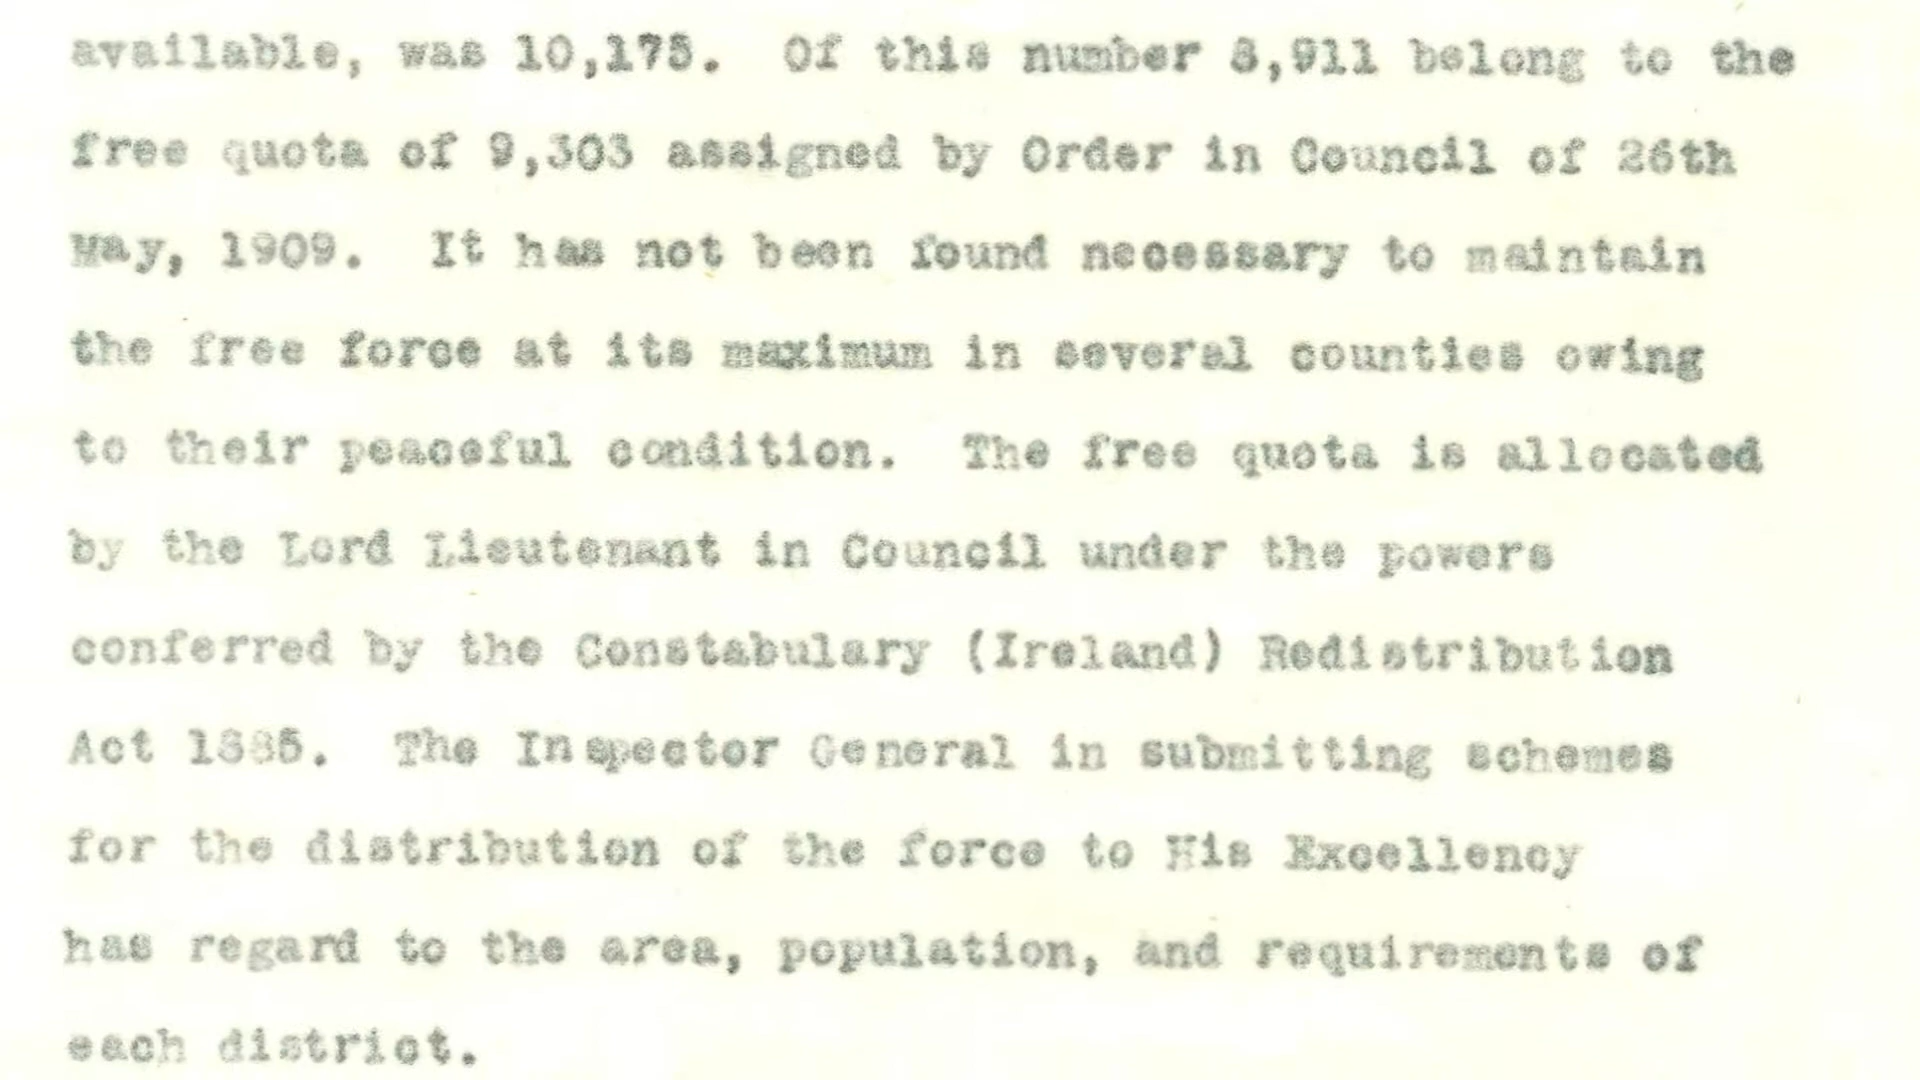 available, was 10,175. Of this number 8,911 belong to the
free quota of 9,303 assigned by Order in Council of 26th
May, 1909. It has not been found necessary to maintain
the free force at its maximum in several counties owing
to their peaceful condition. The free quota is allocated
by the Lord Lieutenant in Council under the powers
conferred by the Constabulary (Ireland) Redistribution
Act 1885. The Inspector General in submitting schemes
for the distribution of the force to His Excellency
has regard to the area, population, and requirements of
each district.